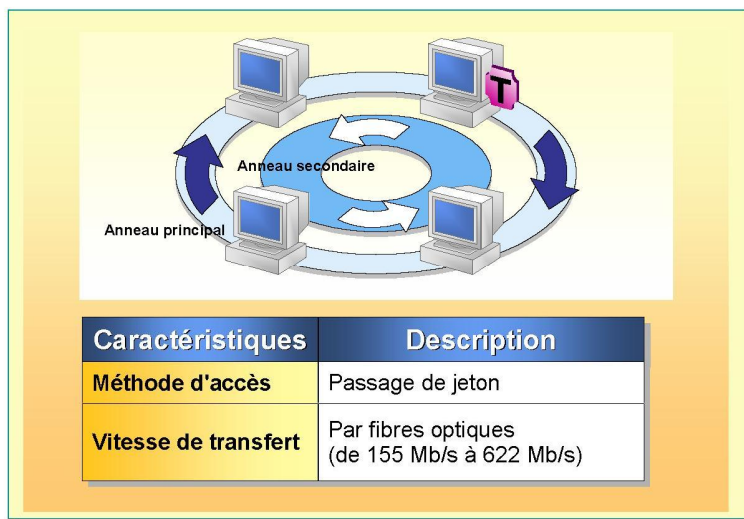 T
Anneau secondaire
Anneau principal
Caractéristiques Description
Méthode d'accès Passage de jeton
Vitesse de transfert Par fibres optiques
(de 155 Mb/s à 622 Mb/s)